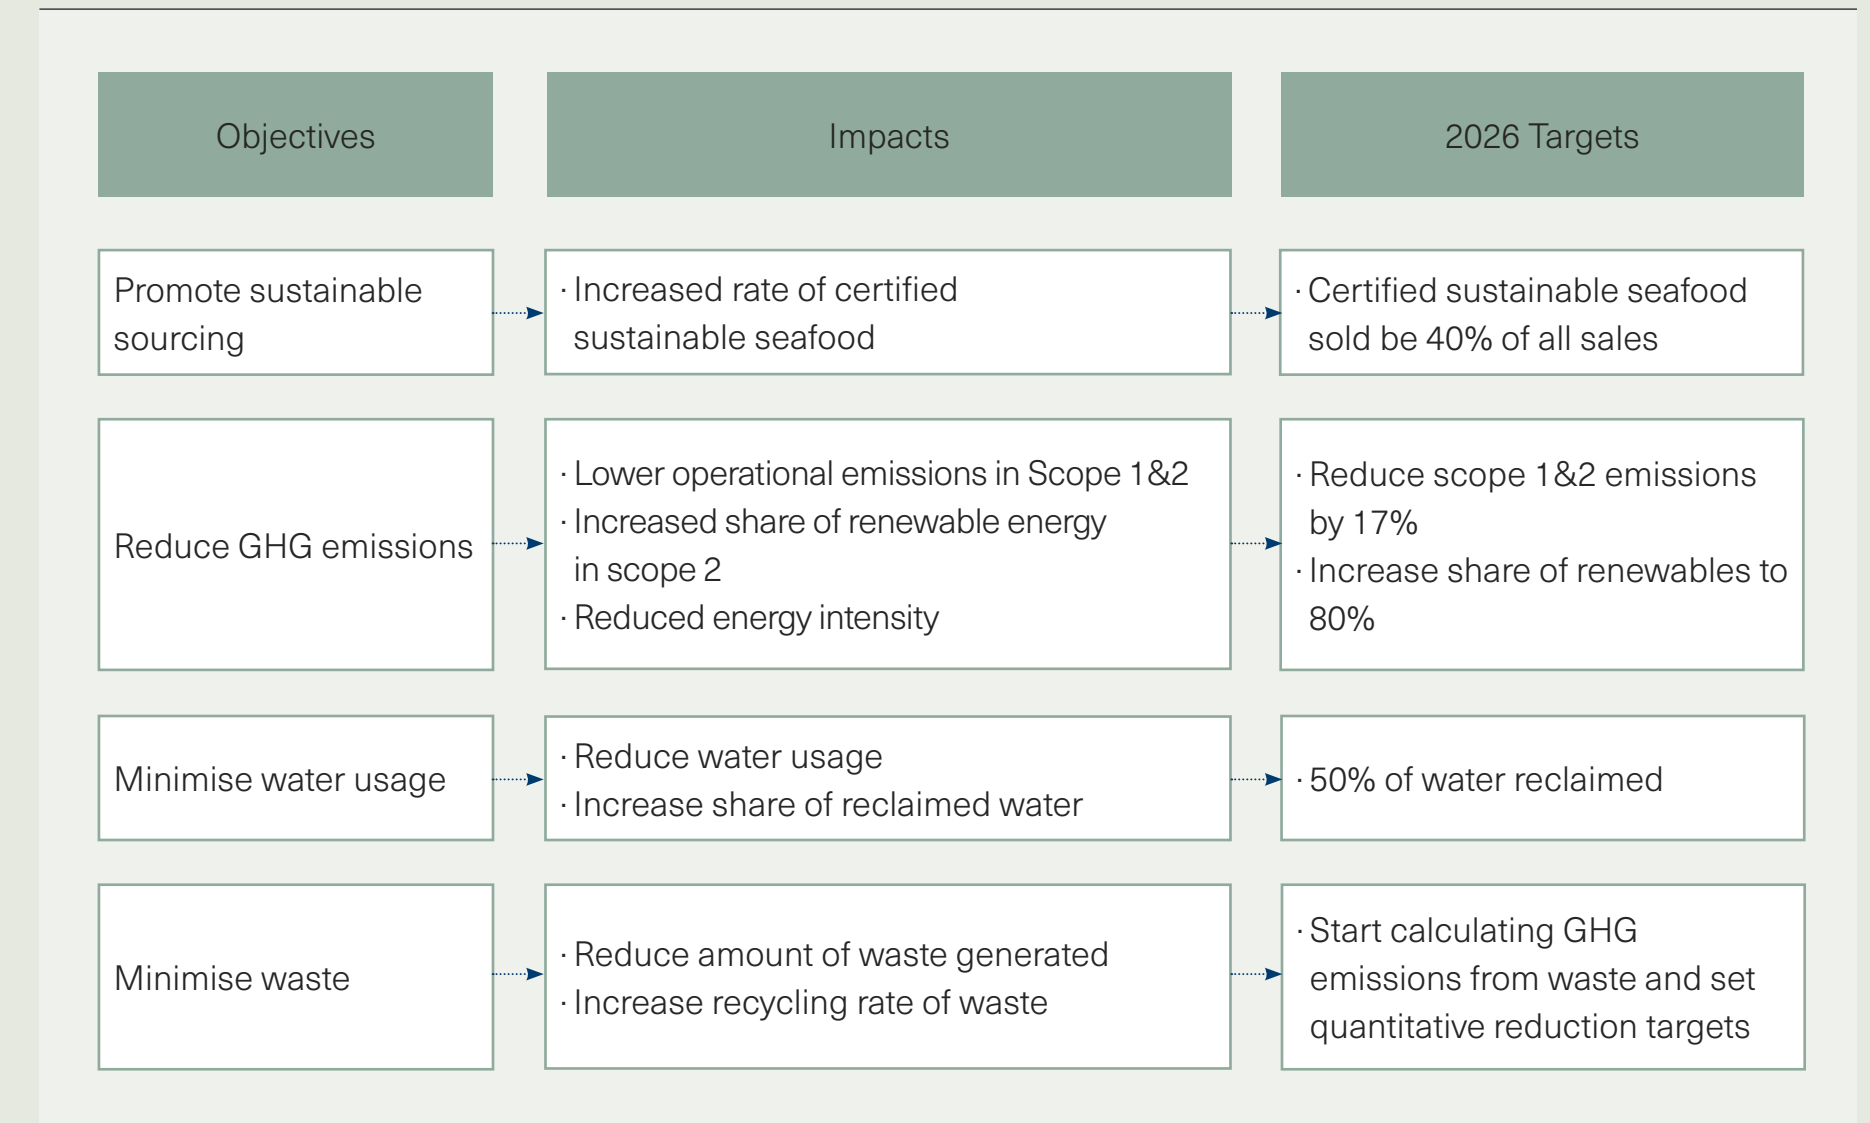 Objectives
Impacts
2026 Targets
Promote sustainable
sourcing
· Increased rate of certified
sustainable seafood
· Certified sustainable seafood
sold be 40% of all sales
Reduce GHG emissions
· Lower operational emissions in Scope 1&2
· Increased share of renewable energy
in scope 2
· Reduced energy intensity
· Reduce scope 1&2 emissions
by 17%
· Increase share of renewables to
80%
Minimise water usage
· Reduce water usage
· Increase share of reclaimed water
· 50% of water reclaimed
Minimise waste
· Reduce amount of waste generated
· Increase recycling rate of waste
· Start calculating GHG
emissions from waste and set
quantitative reduction targets